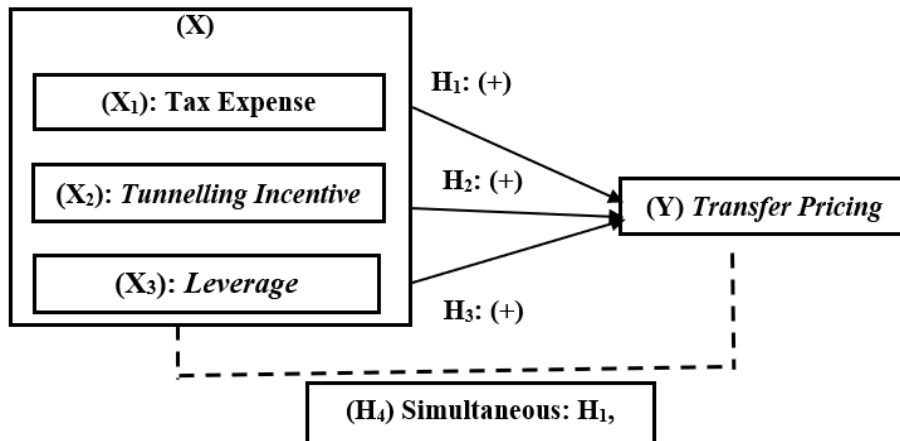 (X)
(X₁): Tax Expense
H₁: (+)
(X₂): Tunnelling Incentive
H₂: (+)
(Y) Transfer Pricing
(X₃): Leverage
H₃: (+)
(H₄) Simultaneous: H₁,